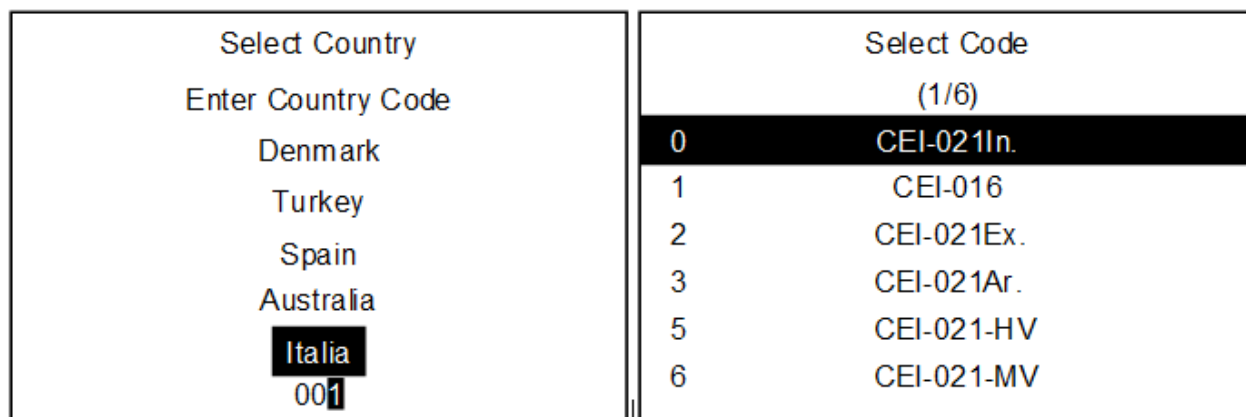 Select Country
Enter Country Code
Denmark
Turkey
Spain
Australia
Italia
001
Select Code
(1/6)
0 CEI-021In.
1 CEI-016
2 CEI-021Ex.
3 CEI-021Ar.
5 CEI-021-HV
6 CEI-021-MV